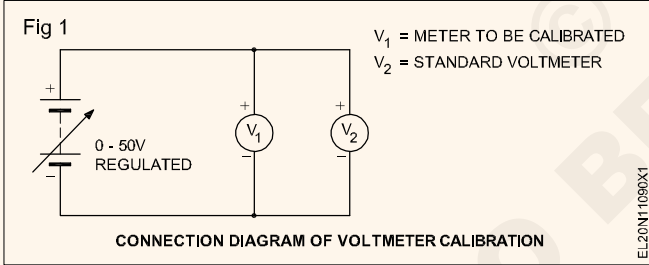 Fig 1
V1 = METER TO BE CALIBRATED
V2 = STANDARD VOLTMETER
+
+
+
V1
V2
0 - 50V
REGULATED
–
–
–
CONNECTION DIAGRAM OF VOLTMETER CALIBRATION
EL20N11090X1